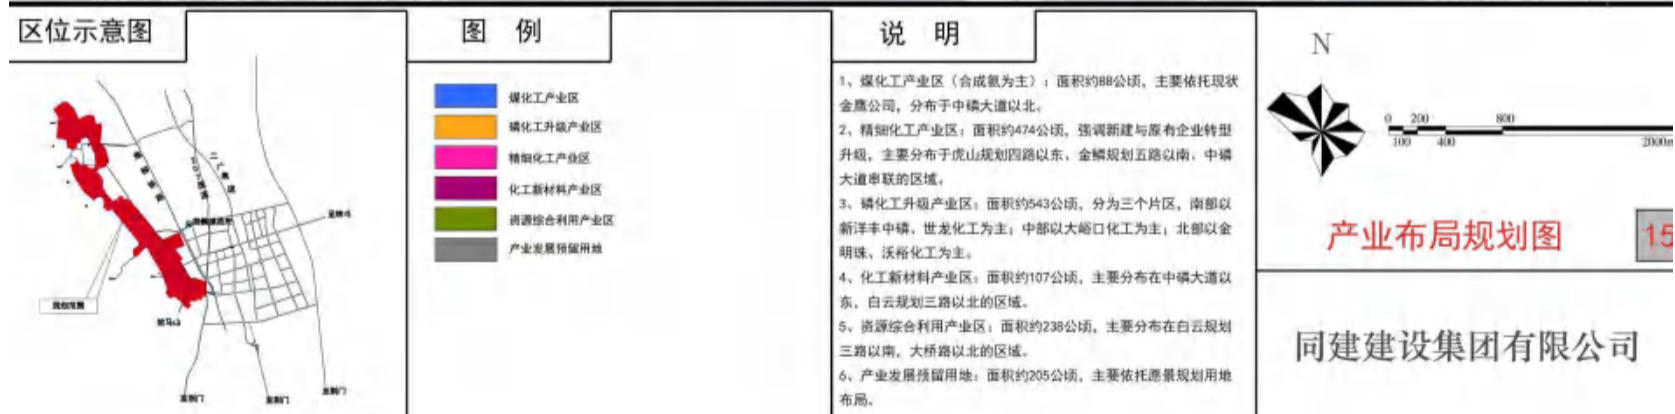 区位示意图
规划范围
至荆门
至荆门
至荆门
图 例
煤化工产业区
磷化工升级产业区
精细化工产业区
化工新材料产业区
资源综合利用产业区
产业发展预留用地
说 明
1、煤化工产业区（合成氨为主）：面积约88公顷，主要依托现状
金鹰公司，分布于中磷大道以北。
2、精细化工产业区：面积约474公顷，强调新建与原有企业转型
升级，主要分布于虎山规划四路以东、金鳞规划五路以南、中磷
大道串联的区域。
3、磷化工升级产业区：面积约543公顷，分为三个片区，南部以
新洋丰中磷、世龙化工为主；中部以大峪口化工为主；北部以金
明珠、沃裕化工为主。
4、化工新材料产业区：面积约107公顷，主要分布在中磷大道以
东，白云规划三路以北的区域。
5、资源综合利用产业区：面积约238公顷，主要分布在白云规划
三路以南，大桥路以北的区域。
6、产业发展预留用地：面积约205公顷，主要依托愿景规划用地
布局。
N
0 200 800
100 400 2000m
产业布局规划图
15
同建建设集团有限公司